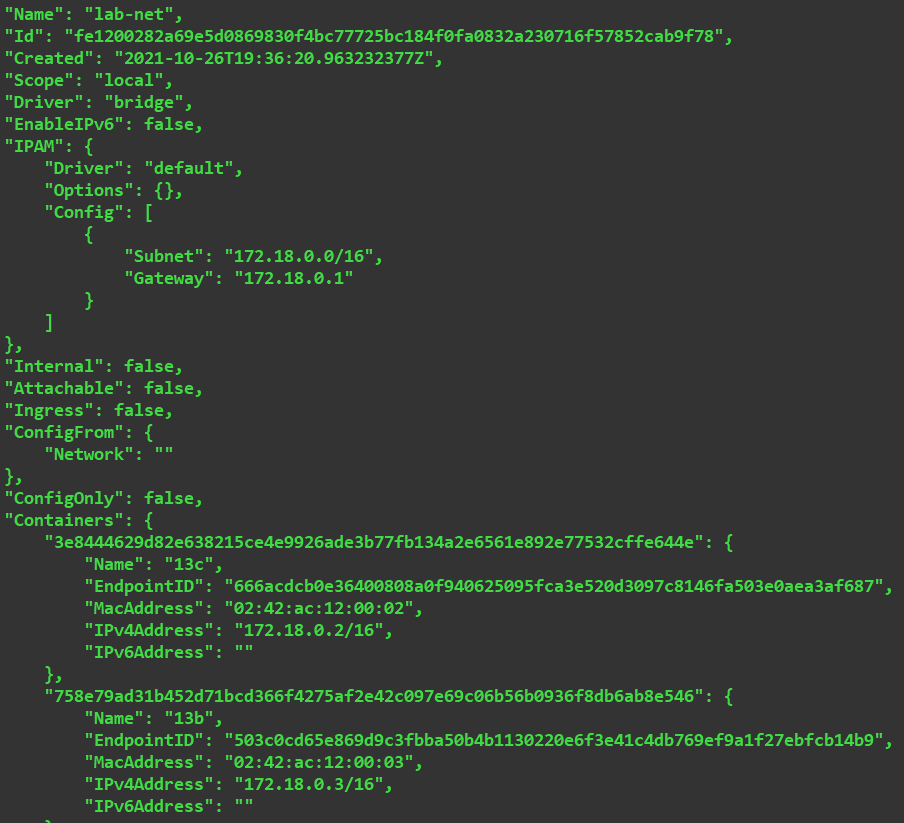 "Name": "lab-net",
"Id": "fe1200282a69e5d0869830f4bc77725bc184f0fa0832a230716f57852cab9f78",
"Created": "2021-10-26T19:36:20.963232377Z",
"Scope": "local",
"Driver": "bridge",
"EnableIPv6": false,
"IPAM": {
    "Driver": "default",
    "Options": {},
    "Config": [
        {
            "Subnet": "172.18.0.0/16",
            "Gateway": "172.18.0.1"
        }
    ]
},
"Internal": false,
"Attachable": false,
"Ingress": false,
"ConfigFrom": {
    "Network": ""
},
"ConfigOnly": false,
"Containers": {
    "3e8444629d82e638215ce4e9926ade3b77fb134a2e6561e892e77532cffe644e": {
        "Name": "13c",
        "EndpointID": "666acdcb0e36400808a0f940625095fca3e520d3097c8146fa503e0aea3af687",
        "MacAddress": "02:42:ac:12:00:02",
        "IPv4Address": "172.18.0.2/16",
        "IPv6Address": ""
    },
    "758e79ad31b452d71bcd366f4275af2e42c097e69c06b56b0936f8db6ab8e546": {
        "Name": "13b",
        "EndpointID": "503c0cd65e869d9c3fbba50b4b1130220e6f3e41c4db769ef9a1f27ebfcb14b9",
        "MacAddress": "02:42:ac:12:00:03",
        "IPv4Address": "172.18.0.3/16",
        "IPv6Address": ""